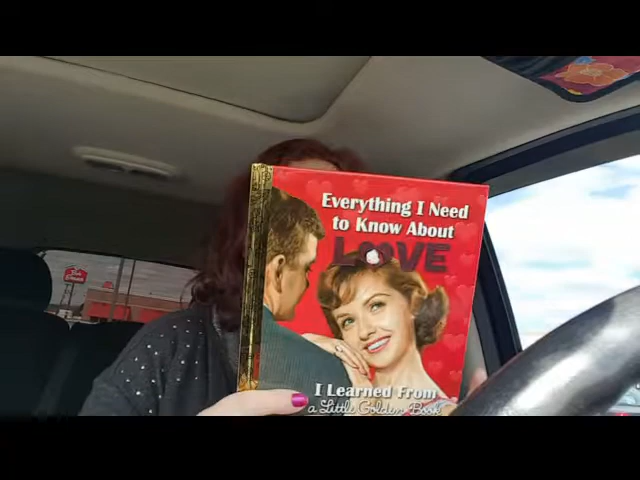 Everything I Need
to Know About
LOVE
I Learned From
a Little Golden Book